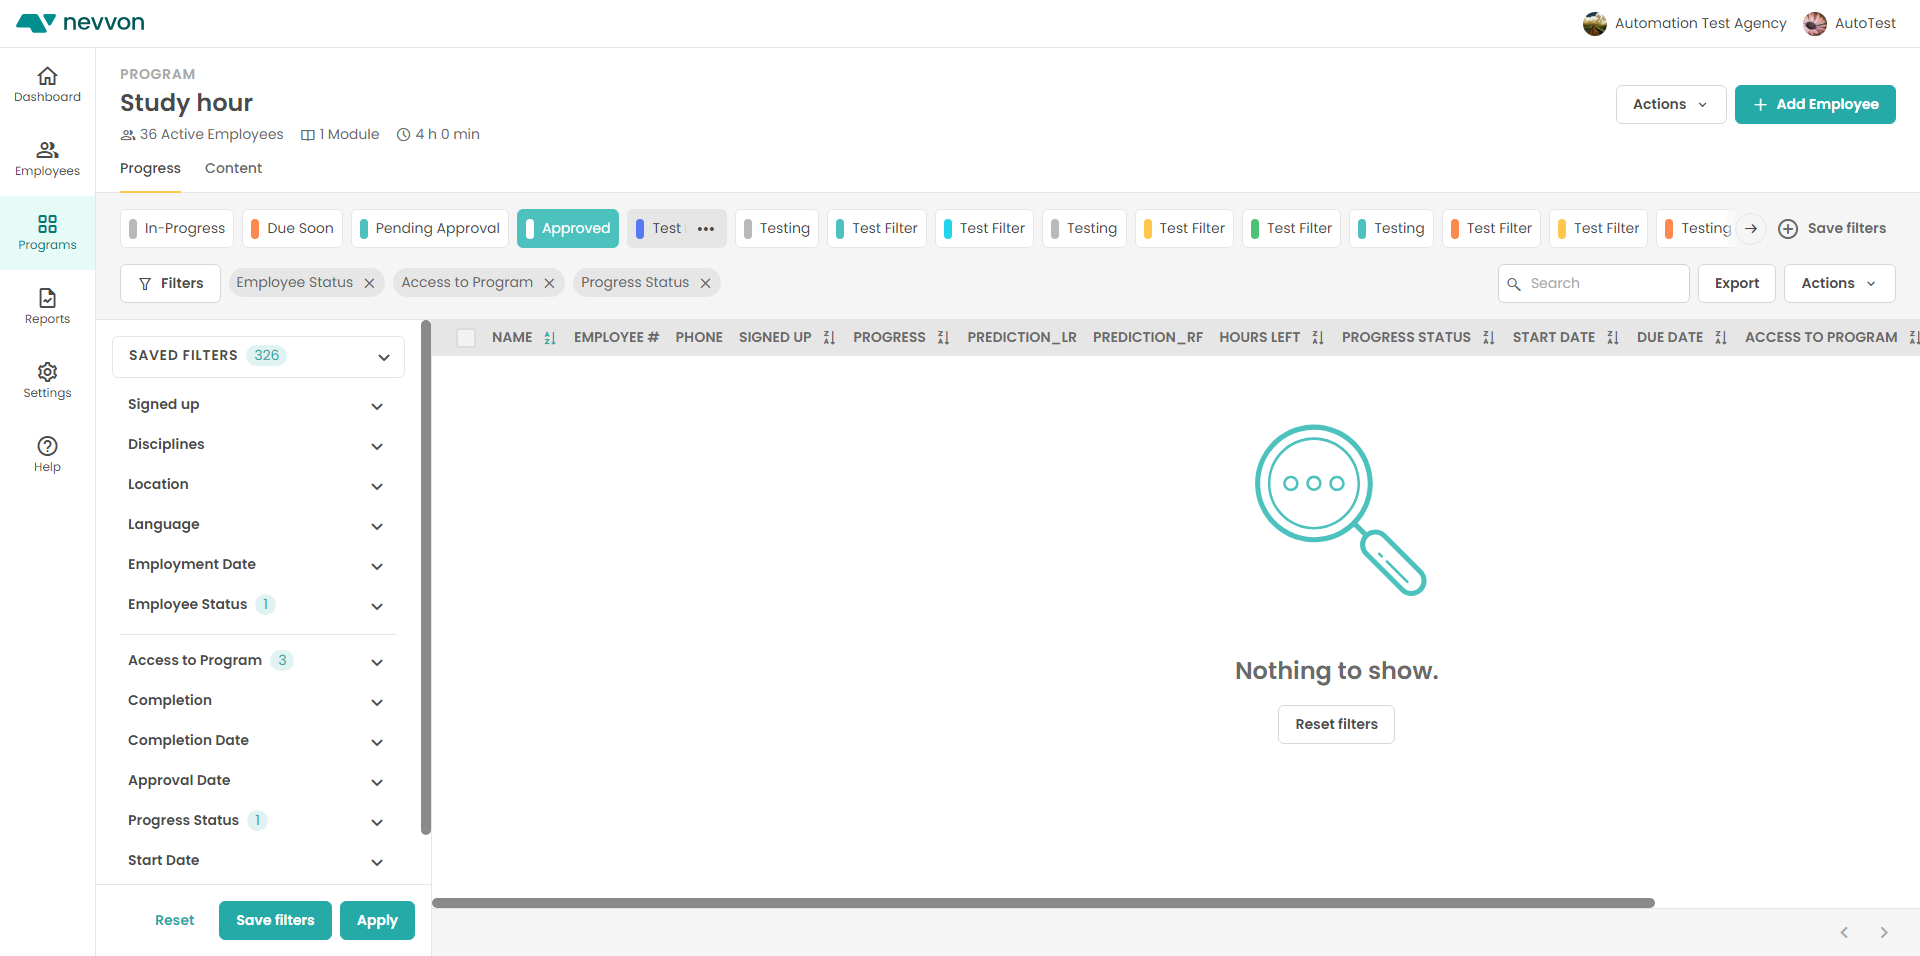 nevvon
Automation Test Agency
AutoTest
Dashboard
Employees
Programs
Reports
Settings
Help
PROGRAM
Study hour
36 Active Employees 1 Module 4 h 0 min
Actions
Add Employee
Progress Content
In-Progress Due Soon Pending Approval Approved Test Testing Test Filter Test Filter Testing Test Filter Test Filter Testing Test Filter Test Filter Testing Save filters
Filters Employee Status Access to Program Progress Status Search Export Actions
SAVED FILTERS 326
Signed up
Disciplines
Location
Language
Employment Date
Employee Status 1
Access to Program 3
Completion
Completion Date
Approval Date
Progress Status 1
Start Date
Reset Save filters Apply
NAME EMPLOYEE # PHONE SIGNED UP PROGRESS PREDICTION_LR PREDICTION_RF HOURS LEFT PROGRESS STATUS START DATE DUE DATE ACCESS TO PROGRAM
Nothing to show.
Reset filters